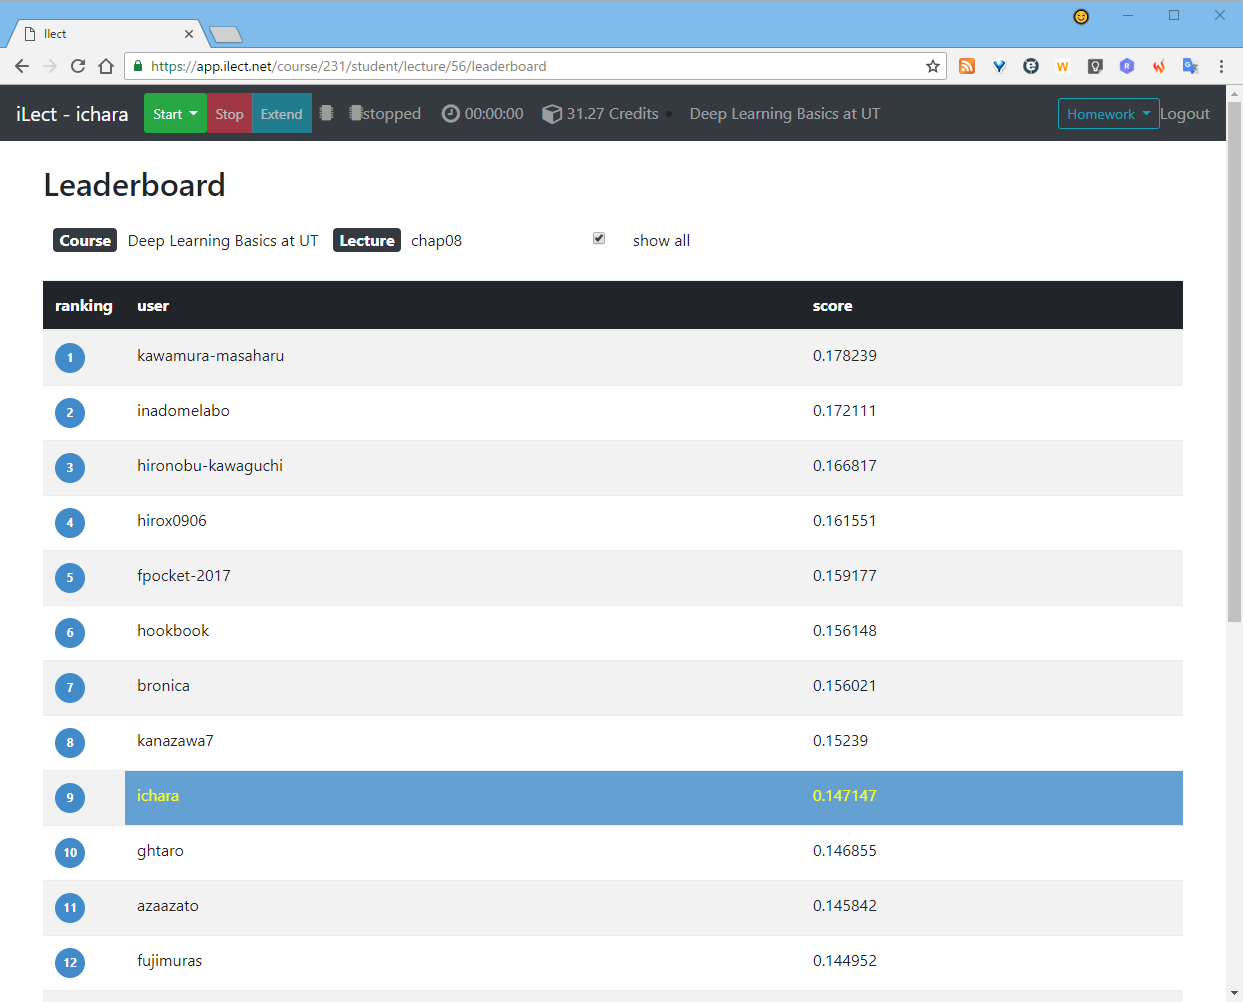 Ilect
https://app.ilect.net/course/231/student/lecture/56/leaderboard
iLect - ichara Start Stop Extend stopped 00:00:00 31.27 Credits Deep Learning Basics at UT Homework Logout
Leaderboard
Course Deep Learning Basics at UT Lecture chap08 show all
ranking user score
1 kawamura-masaharu 0.178239
2 inadomelabo 0.172111
3 hironobu-kawaguchi 0.166817
4 hirox0906 0.161551
5 fpocket-2017 0.159177
6 hookbook 0.156148
7 bronica 0.156021
8 kanazawa7 0.15239
9 ichara 0.147147
10 ghtaro 0.146855
11 azaazato 0.145842
12 fujimuras 0.144952